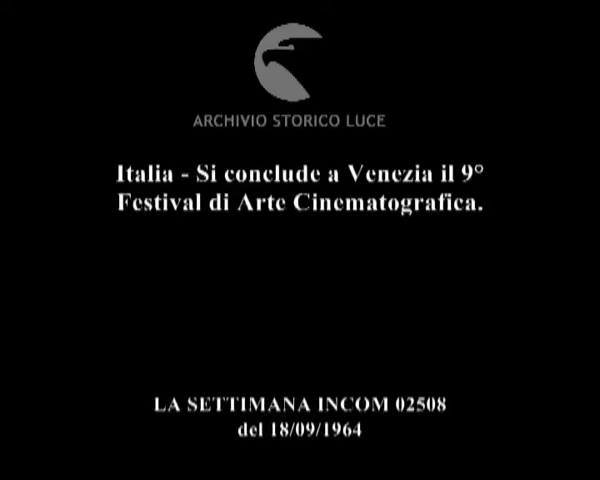 ARCHIVIO STORICO LUCE
Italia - Si conclude a Venezia il 9°
Festival di Arte Cinematografica.
LA SETTIMANA INCOM 02508
del 18/09/1964